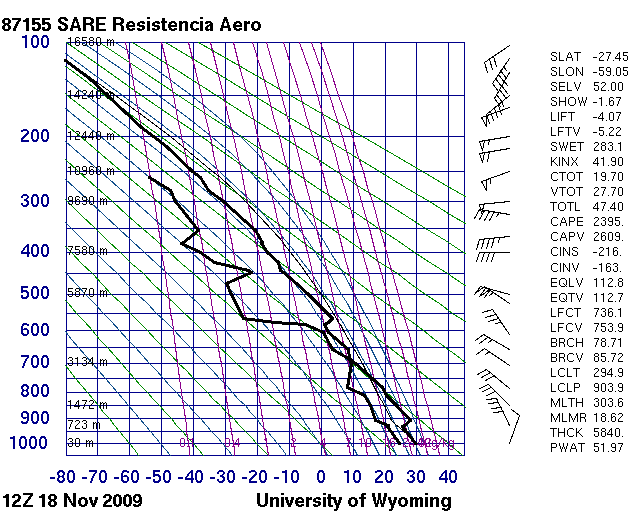 87155 SARE Resistencia Aero
100
16580 m
14240 m
200
12440 m
10960 m
300
9690 m
400
7580 m
500
5870 m
600
700
3134 m
800
1472 m
900
723 m
1000
30 m
-80 -70 -60 -50 -40 -30 -20 -10 0 10 20 30 40
12Z 18 Nov 2009
University of Wyoming
SLAT -27.45
SLON -59.05
SELV 52.00
SHOW -1.67
LIFT -4.07
LFTV -5.22
SWET 283.1
KINX 41.90
CTOT 19.70
VTOT 27.70
TOTL 47.40
CAPE 2395.
CAPV 2609.
CINS -216.
CINV -163.
EQLV 112.8
EQTV 112.7
LFCT 736.1
LFCV 753.9
BRCH 78.71
BRCV 85.72
LCLT 294.9
LCLP 903.9
MLTH 303.6
MLMR 18.62
THCK 5840.
PWAT 51.97